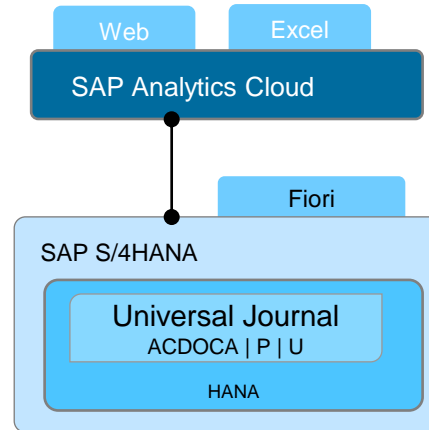 Web
Excel
SAP Analytics Cloud
Fiori
SAP S/4HANA
Universal Journal
ACDOCA | P | U
HANA